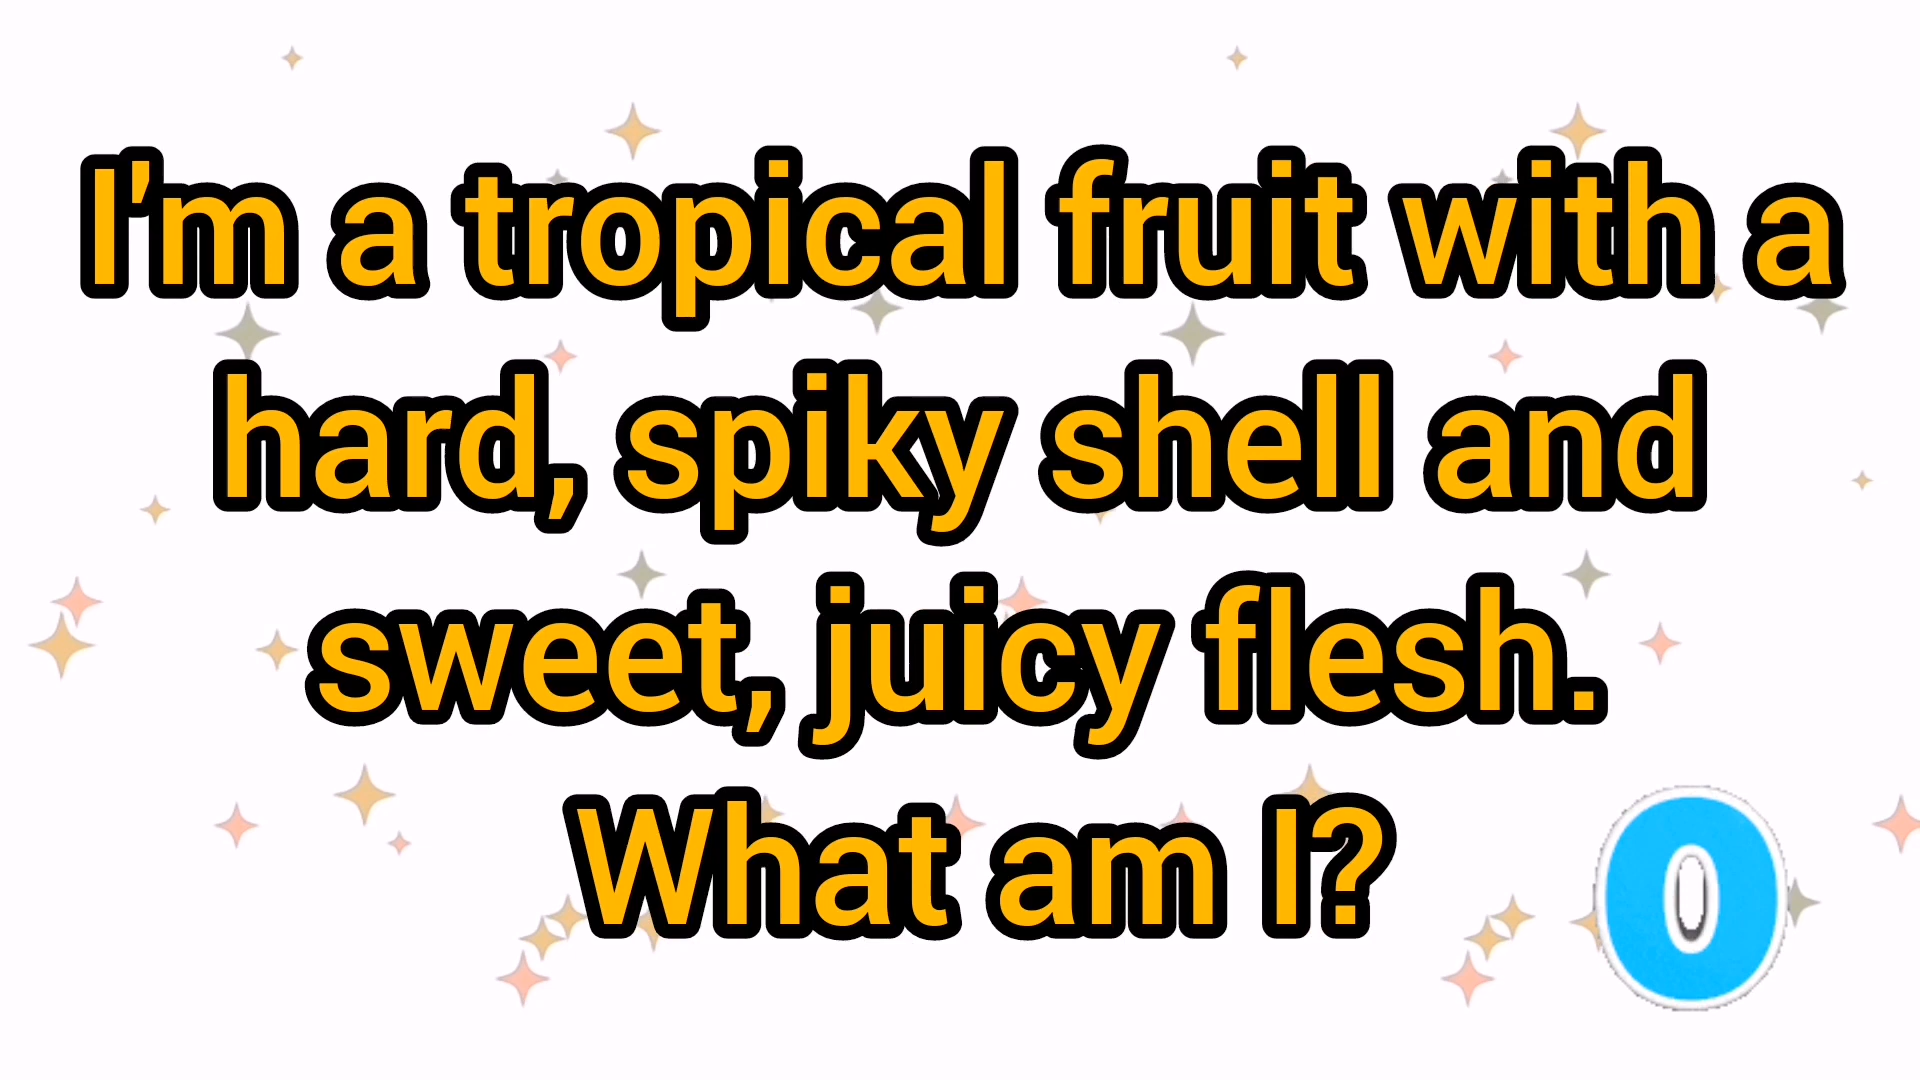 I'm a tropical fruit with a
hard, spiky shell and
sweet, juicy flesh.
What am I?
0